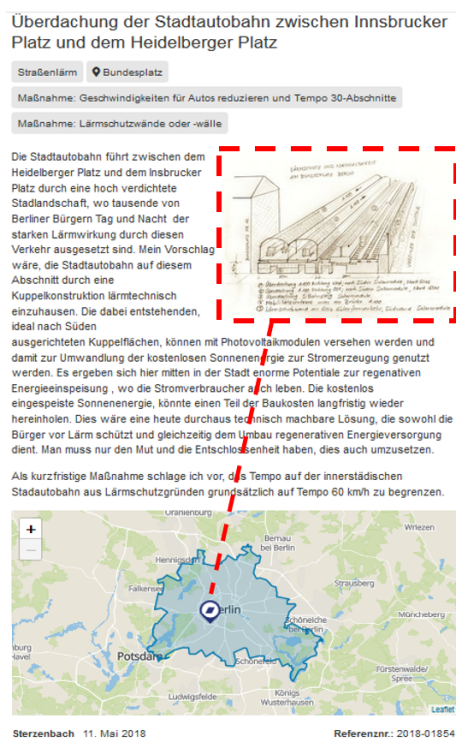 Überdachung der Stadtautobahn zwischen Innsbrucker
Platz und dem Heidelberger Platz
Straßenlärm
Bundesplatz
Maßnahme: Geschwindigkeiten für Autos reduzieren und Tempo 30-Abschnitte
Maßnahme: Lärmschutzwände oder -wälle
Die Stadtautobahn führt zwischen dem
Heidelberger Platz und dem Insbrucker
Platz durch eine hoch verdichtete
Stadlandschaft, wo tausende von
Berliner Bürgern Tag und Nacht der
starken Lärmwirkung durch diesen
Verkehr ausgesetzt sind. Mein Vorschlag
wäre, die Stadtautobahn auf diesem
Abschnitt durch eine
Kuppelkonstruktion lärmtechnisch
einzuhausen. Die dabei entstehenden,
ideal nach Süden
ausgerichteten Kuppelflächen, können mit Photovoltaikmodulen versehen werden und
damit zur Umwandlung der kostenlosen Sonnenenergie zur Stromerzeugung genutzt
werden. Es ergeben sich hier mitten in der Stadt enorme Potentiale zur regenativen
Energieeinspeisung , wo die Stromverbraucher auch leben. Die kostenlos
eingespeiste Sonnenenergie, könnte einen Teil der Baukosten langfristig wieder
hereinholen. Dies wäre eine heute durchaus technisch machbare Lösung, die sowohl die
Bürger vor Lärm schützt und gleichzeitig dem Umbau regenerativen Energieversorgung
dient. Man muss nur den Mut und die Entschlossenheit haben, dies auch umzusetzen.
Als kurzfristige Maßnahme schlage ich vor, das Tempo auf der innerstädischen
Stadautobahn aus Lärmschutzgründen grundsätzlich auf Tempo 60 km/h zu begrenzen.
+
−
Oranienburg
Wriezen
Bernau
bei Berlin
Hennigsdorf
Strausberg
Falkensee
Berlin
Müncheberg
Schöneiche
bei Berlin
Potsdam
Schönefeld
Fürstenwalde/
Spree
Ludwigsfelde
Königs
Wusterhausen
Leaflet
Sterzenbach 11. Mai 2018
Referenznr.: 2018-01854